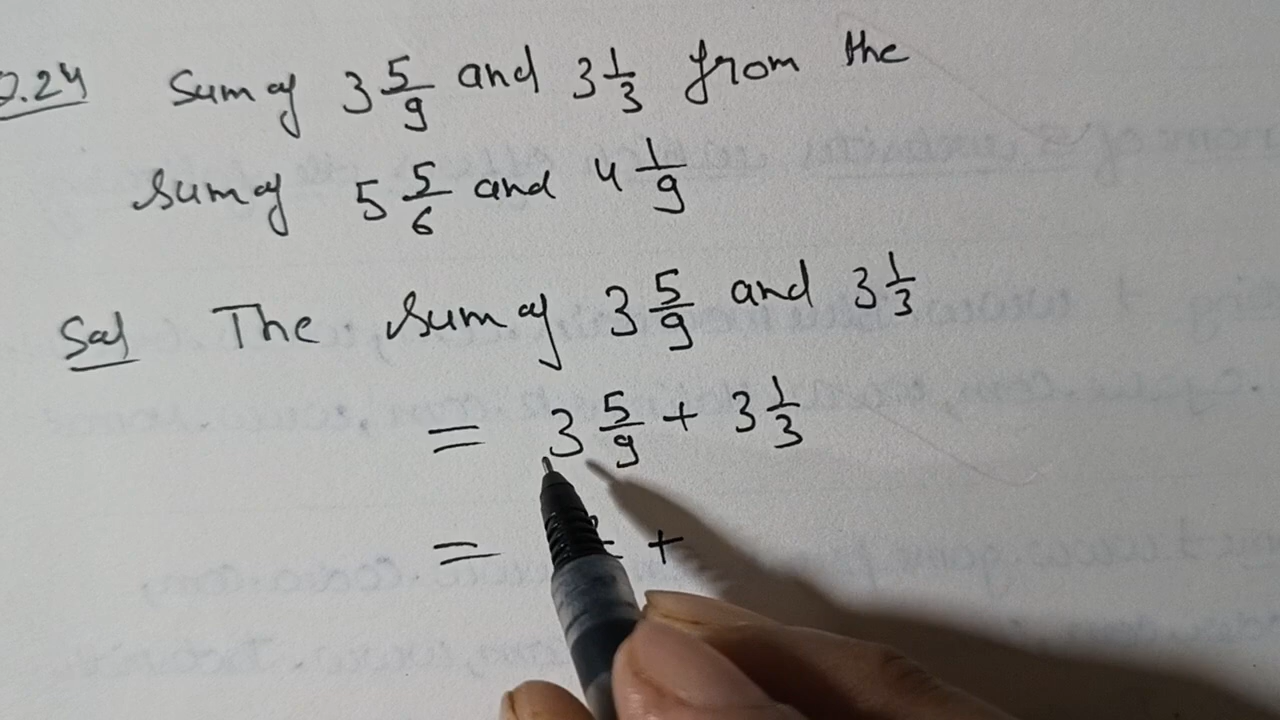 Q.24 Sum of 3 5/9 and 3 1/3 from the
sum of 5 5/6 and 4 1/9
Sol The sum of 3 5/9 and 3 1/3
= 3 5/9 + 3 1/3
= +